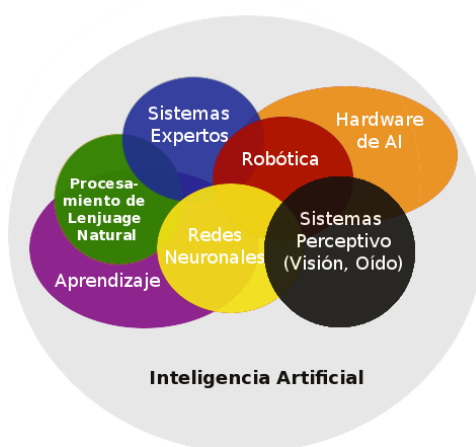 Sistemas
Expertos
Hardware
de AI
Robótica
Procesa-
miento de
Lenjuage
Natural
Sistemas
Perceptivo
(Visión, Oído)
Redes
Neuronales
Aprendizaje
Inteligencia Artificial